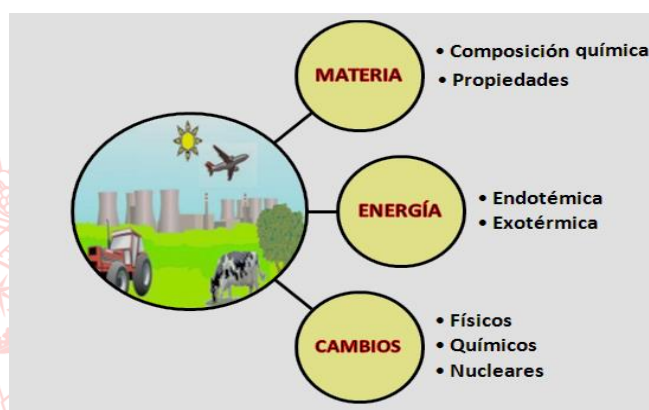 MATERIA
• Composición química
• Propiedades
ENERGÍA
• Endotémica
• Exotérmica
CAMBIOS
• Físicos
• Químicos
• Nucleares